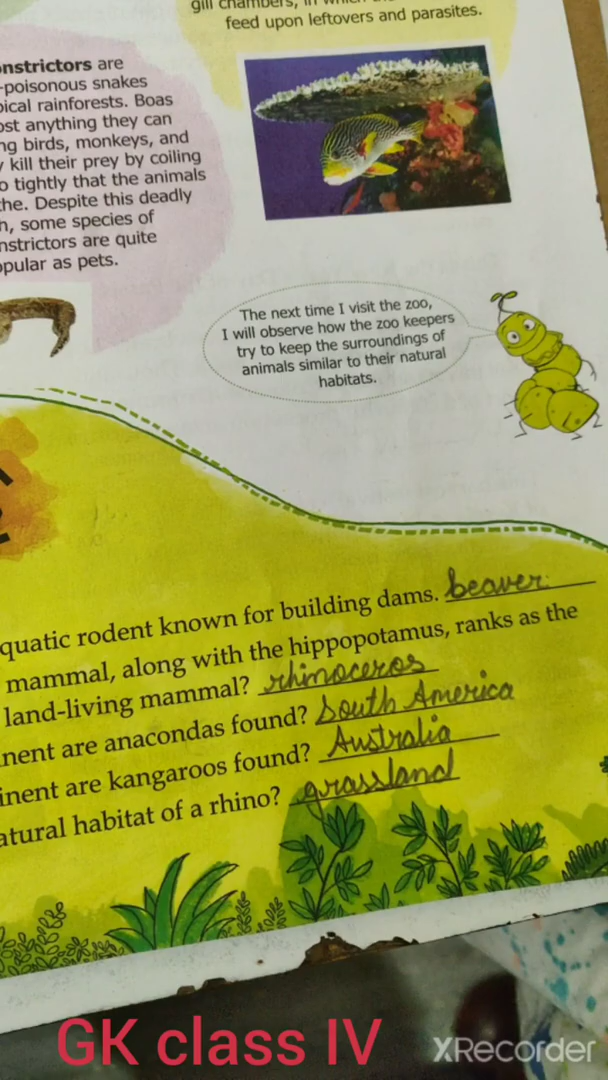 gill chambers, in which
feed upon leftovers and parasites.
nstrictors are
-poisonous snakes
pical rainforests. Boas
ost anything they can
ng birds, monkeys, and
y kill their prey by coiling
o tightly that the animals
the. Despite this deadly
h, some species of
nstrictors are quite
opular as pets.
The next time I visit the zoo,
I will observe how the zoo keepers
try to keep the surroundings of
animals similar to their natural
habitats.
quatic rodent known for building dams. beaver.
mammal, along with the hippopotamus, ranks as the
land-living mammal? rhinoceros
inent are anacondas found? South America
inent are kangaroos found? Australia
atural habitat of a rhino? grassland
GK class IV
XRecorder